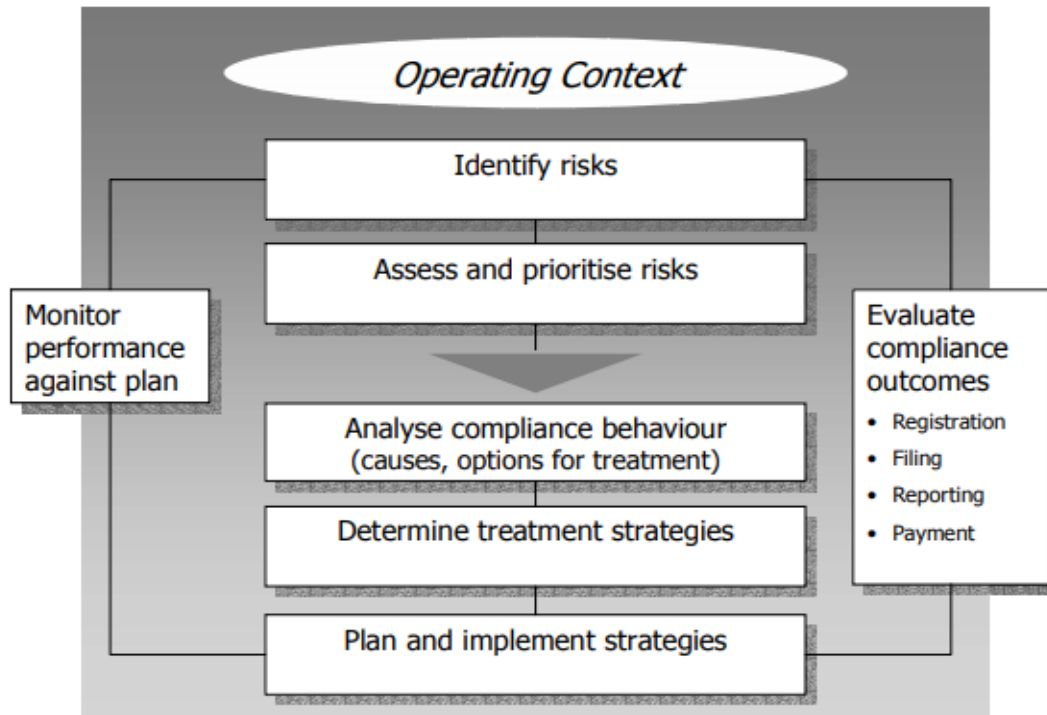 Operating Context
Identify risks
Assess and prioritise risks
Monitor
performance
against plan
Evaluate
compliance
outcomes
• Registration
• Filing
• Reporting
• Payment
Analyse compliance behaviour
(causes, options for treatment)
Determine treatment strategies
Plan and implement strategies